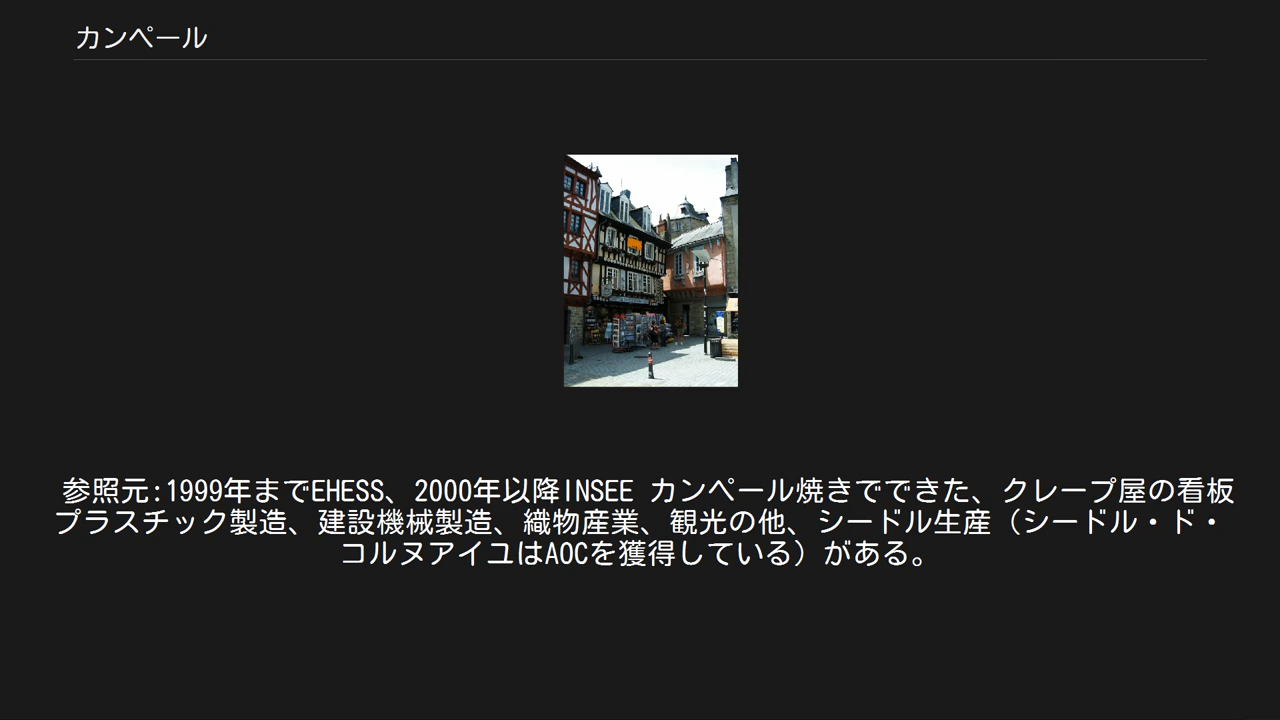 カンペール
参照元:1999年までEHESS、2000年以降INSEE カンペール焼きでできた、クレープ屋の看板
プラスチック製造、建設機械製造、織物産業、観光の他、シードル生産（シードル・ド・
コルヌアイユはAOCを獲得している）がある。